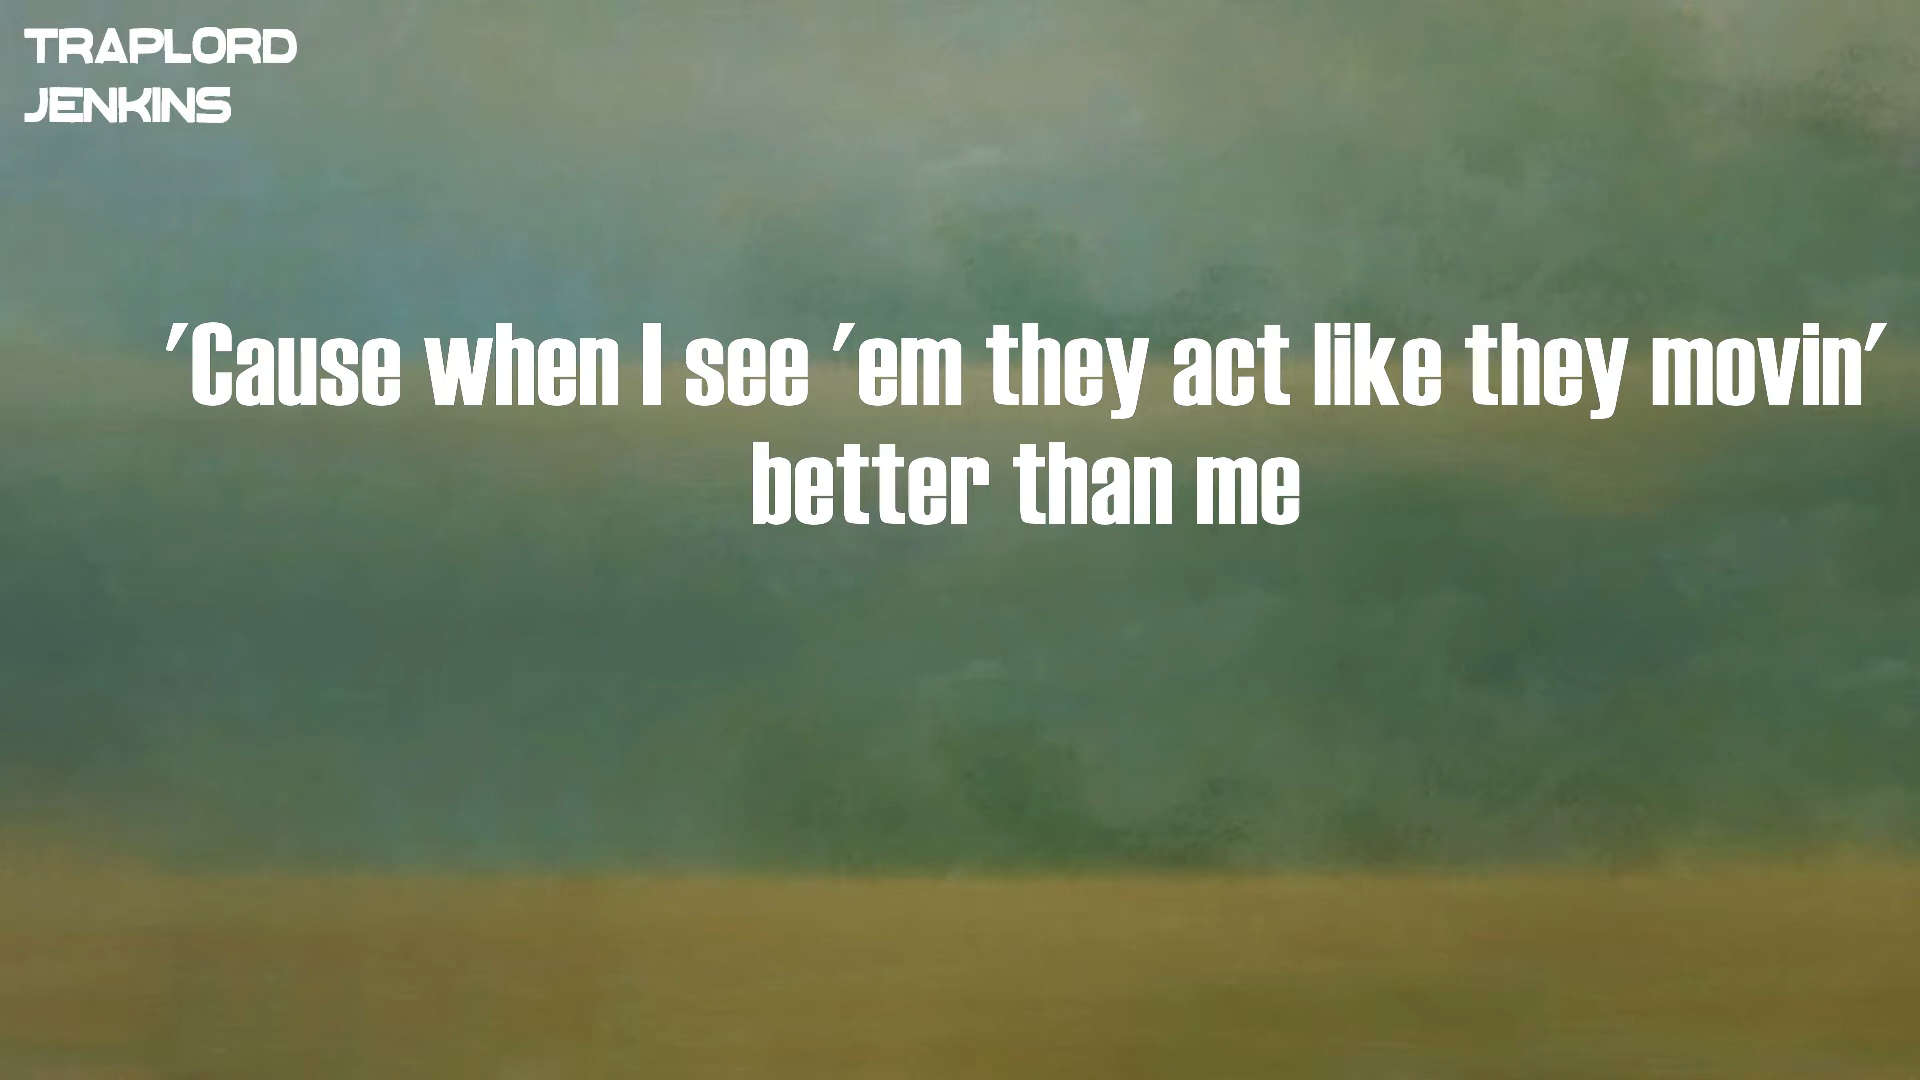 TRAPLORD
JENKINS
'Cause when I see 'em they act like they movin'
better than me